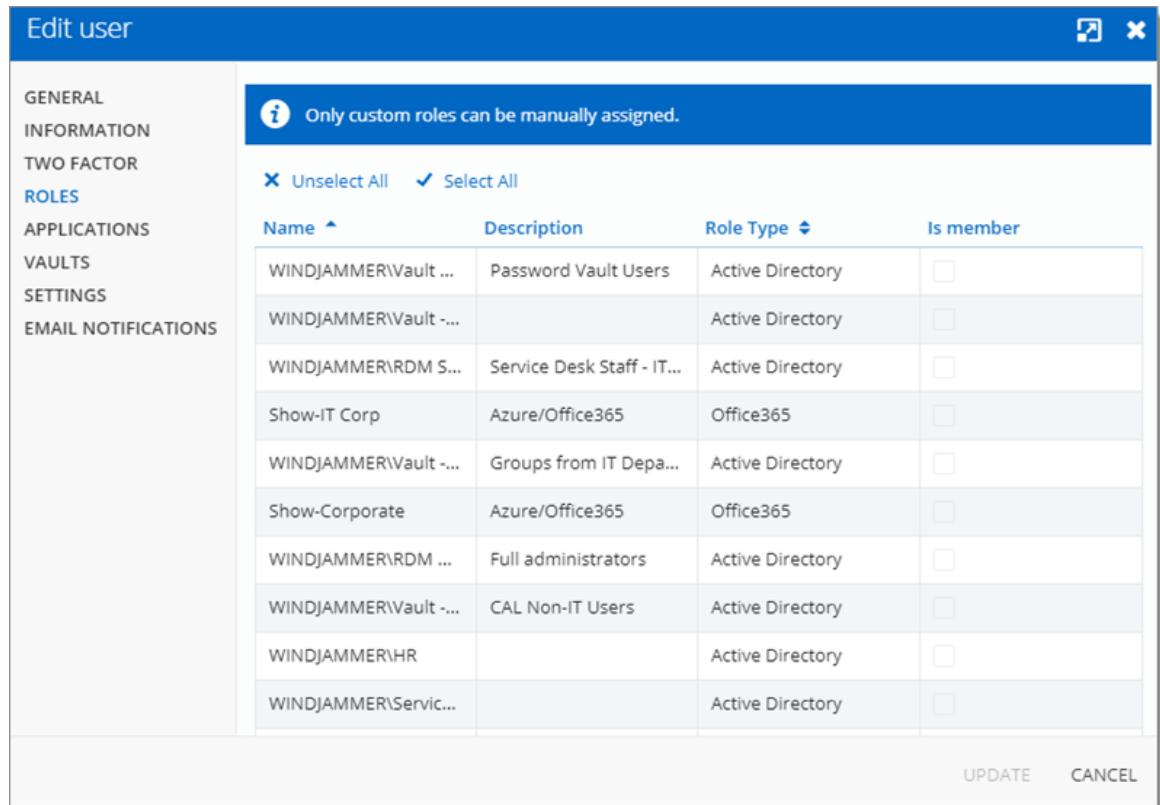 Edit user
GENERAL
INFORMATION
TWO FACTOR
ROLES
APPLICATIONS
VAULTS
SETTINGS
EMAIL NOTIFICATIONS
Only custom roles can be manually assigned.
Unselect All Select All
Name Description Role Type Is member
WINDJAMMER\Vault ... Password Vault Users Active Directory
WINDJAMMER\Vault -... Active Directory
WINDJAMMER\RDM S... Service Desk Staff - IT... Active Directory
Show-IT Corp Azure/Office365 Office365
WINDJAMMER\Vault -... Groups from IT Depa... Active Directory
Show-Corporate Azure/Office365 Office365
WINDJAMMER\RDM ... Full administrators Active Directory
WINDJAMMER\Vault -... CAL Non-IT Users Active Directory
WINDJAMMER\HR Active Directory
WINDJAMMER\Servic... Active Directory
UPDATE CANCEL